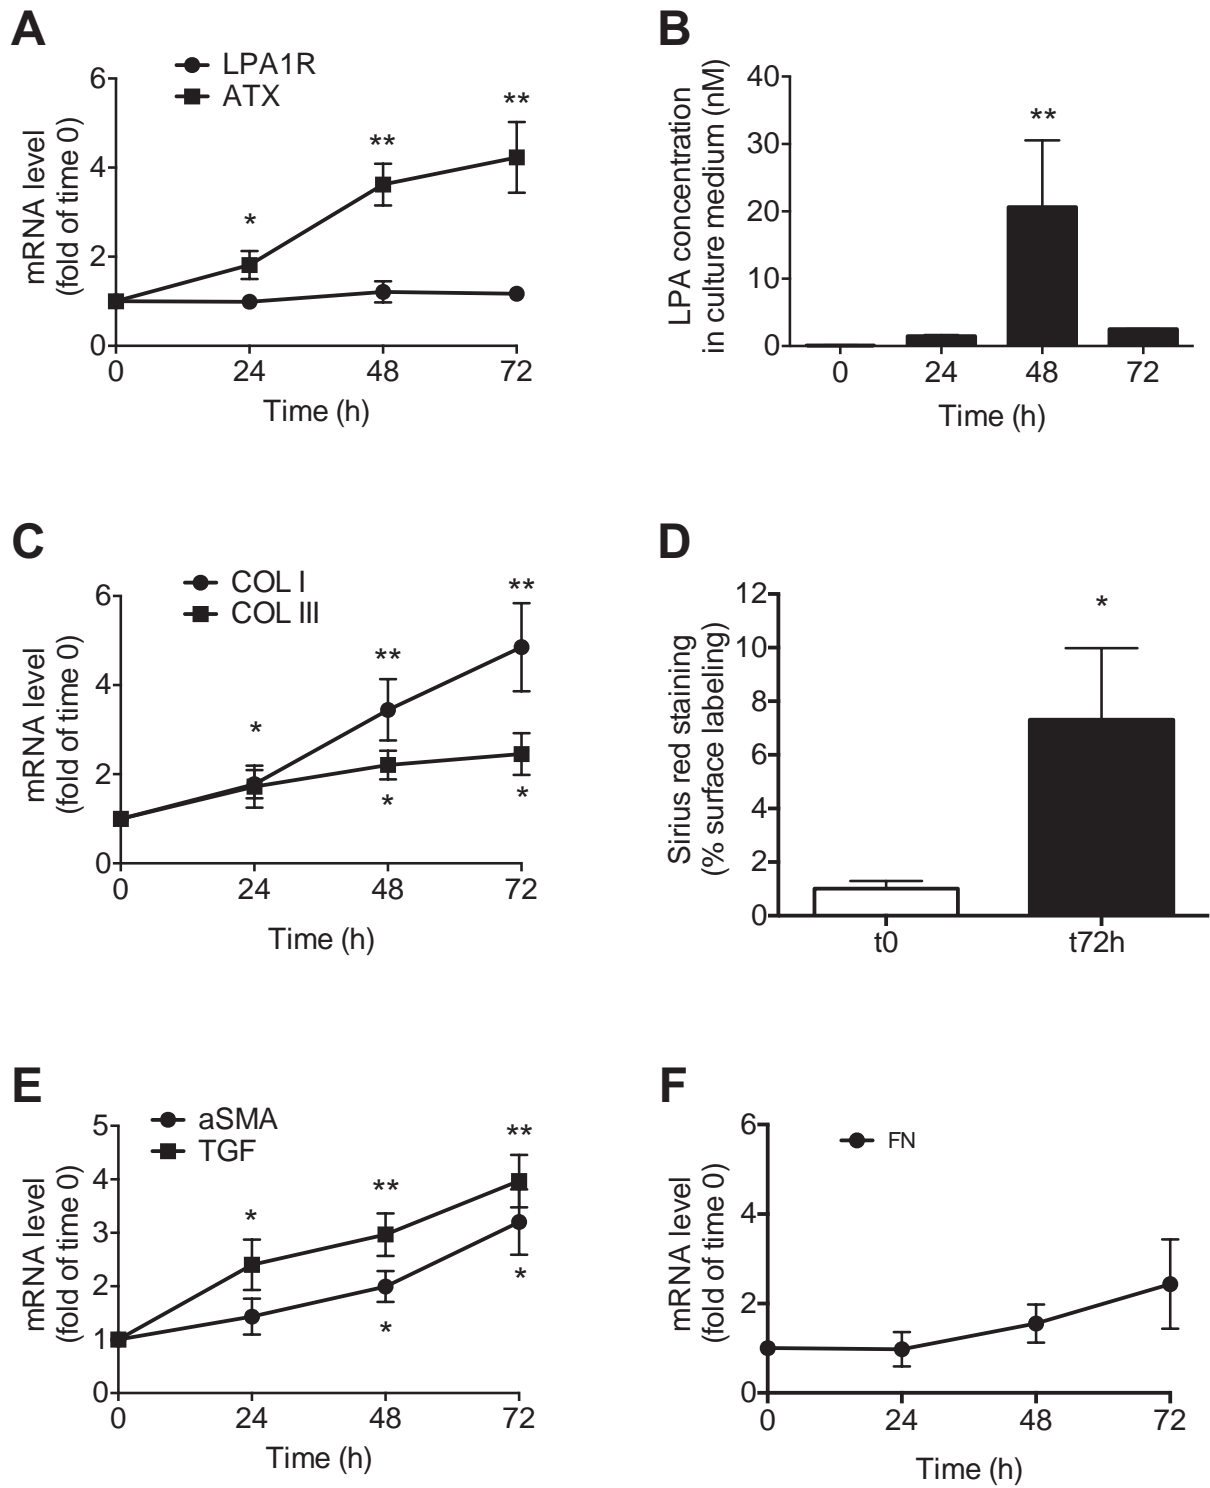 A
LPA1R
ATX
mRNA level
(fold of time 0)
6
4
2
0
*
**
**
0 24 48 72
Time (h)
B
LPA concentration
in culture medium (nM)
40
30
20
10
0
**
0 24 48 72
Time (h)
C
COL I
COL III
mRNA level
(fold of time 0)
6
4
2
0
*
**
**
*
*
0 24 48 72
Time (h)
D
Sirius red staining
(% surface labeling)
12
10
8
6
4
2
0
*
t0 t72h
E
aSMA
TGF
mRNA level
(fold of time 0)
5
4
3
2
1
0
*
**
**
*
*
0 24 48 72
Time (h)
F
FN
mRNA level
(fold of time 0)
6
4
2
0
0 24 48 72
Time (h)